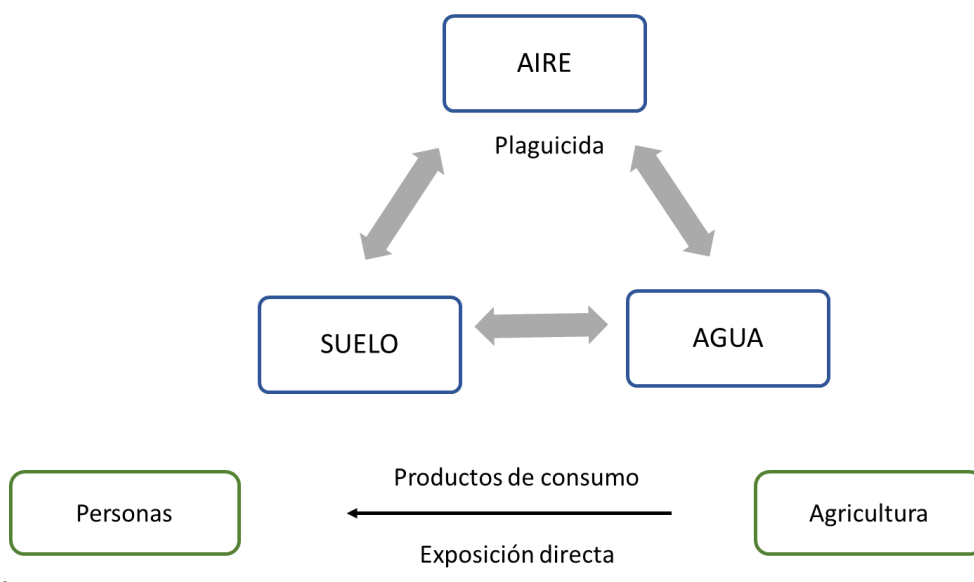 AIRE
Plaguicida
SUELO
AGUA
Productos de consumo
Personas
Agricultura
Exposición directa